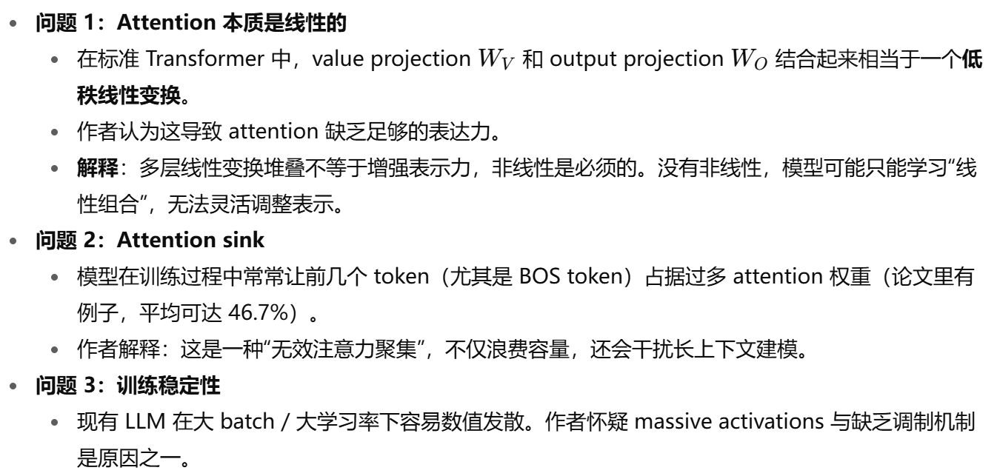 问题 1：Attention 本质是线性的
在标准 Transformer 中，value projection W_V 和 output projection W_O 结合起来相当于一个低
秩线性变换。
作者认为这导致 attention 缺乏足够的表达力。
解释：多层线性变换堆叠不等于增强表示力，非线性是必须的。没有非线性，模型可能只能学习“线
性组合”，无法灵活调整表示。
问题 2：Attention sink
模型在训练过程中常常让前几个 token（尤其是 BOS token）占据过多 attention 权重（论文里有
例子，平均可达 46.7%）。
作者解释：这是一种“无效注意力聚集”，不仅浪费容量，还会干扰长上下文建模。
问题 3：训练稳定性
现有 LLM 在大 batch / 大学习率下容易数值发散。作者怀疑 massive activations 与缺乏调制机制
是原因之一。